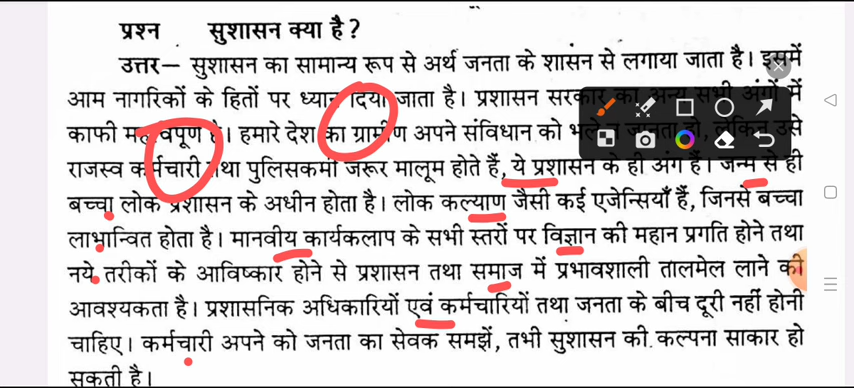 प्रश्न सुशासन क्या है?
उत्तर— सुशासन का सामान्य रूप से अर्थ जनता के शासन से लगाया जाता है। इसमें
आम नागरिकों के हितों पर ध्यान दिया जाता है। प्रशासन सरकार का अन्य सभी अंगों में
काफी महत्वपूण है। हमारे देश का ग्रामीण अपने संविधान को भले जानता हो, लेकिन उसे
राजस्व कर्मचारी तथा पुलिसकर्मी जरूर मालूम होते हैं, ये प्रशासन के ही अंग हैं। जन्म से ही
बच्चा लोक प्रशासन के अधीन होता है। लोक कल्याण जैसी कई एजेन्सियाँ हैं, जिनसे बच्चा
लाभान्वित होता है। मानवीय कार्यकलाप के सभी स्तरों पर विज्ञान की महान प्रगति होने तथा
नये तरीकों के आविष्कार होने से प्रशासन तथा समाज में प्रभावशाली तालमेल लाने की
आवश्यकता है। प्रशासनिक अधिकारियों एवं कर्मचारियों तथा जनता के बीच दूरी नहीं होनी
चाहिए। कर्मचारी अपने को जनता का सेवक समझें, तभी सुशासन की कल्पना साकार हो
सकती है।